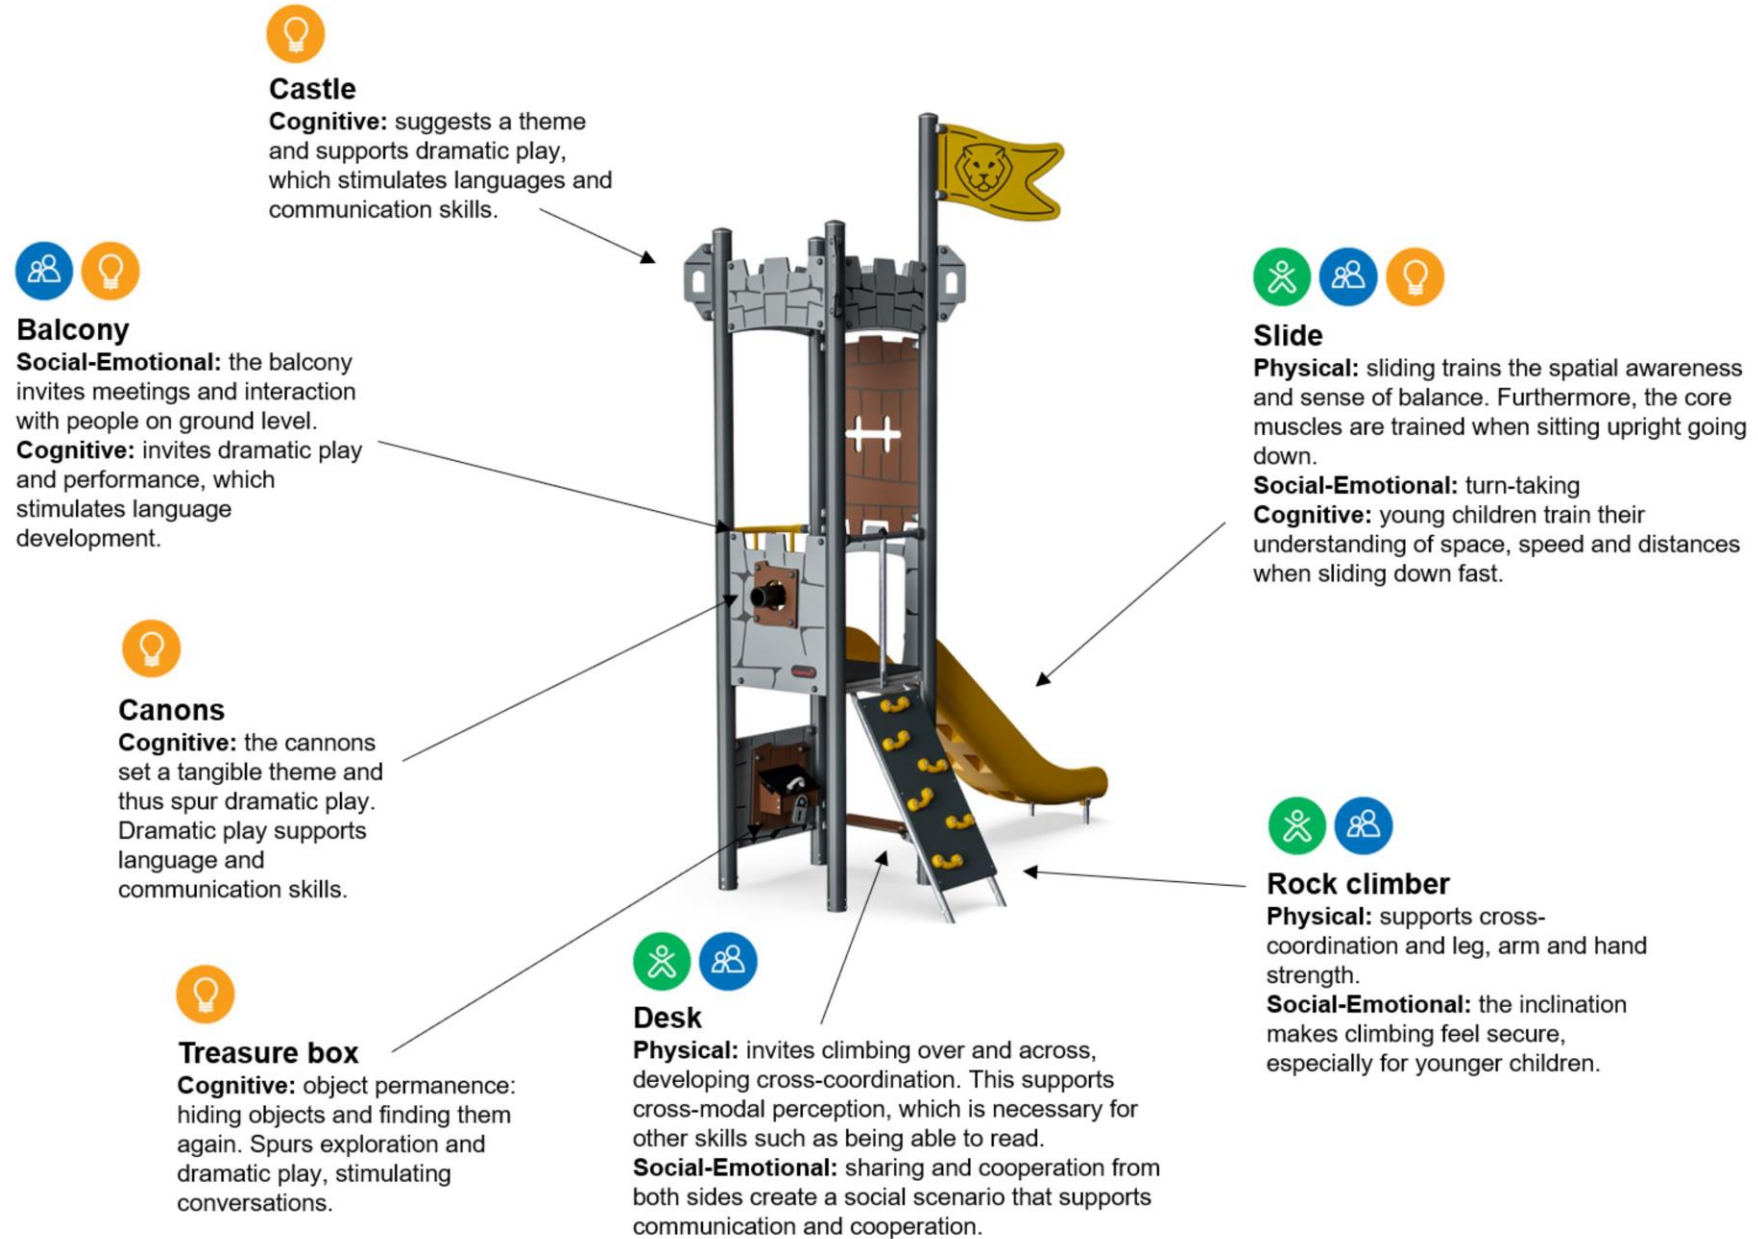 Castle
Cognitive: suggests a theme
and supports dramatic play,
which stimulates languages and
communication skills.
Balcony
Social-Emotional: the balcony
invites meetings and interaction
with people on ground level.
Cognitive: invites dramatic play
and performance, which
stimulates language
development.
Slide
Physical: sliding trains the spatial awareness
and sense of balance. Furthermore, the core
muscles are trained when sitting upright going
down.
Social-Emotional: turn-taking
Cognitive: young children train their
understanding of space, speed and distances
when sliding down fast.
Canons
Cognitive: the cannons
set a tangible theme and
thus spur dramatic play.
Dramatic play supports
language and
communication skills.
Rock climber
Physical: supports cross-
coordination and leg, arm and hand
strength.
Social-Emotional: the inclination
makes climbing feel secure,
especially for younger children.
Treasure box
Cognitive: object permanence:
hiding objects and finding them
again. Spurs exploration and
dramatic play, stimulating
conversations.
Desk
Physical: invites climbing over and across,
developing cross-coordination. This supports
cross-modal perception, which is necessary for
other skills such as being able to read.
Social-Emotional: sharing and cooperation from
both sides create a social scenario that supports
communication and cooperation.